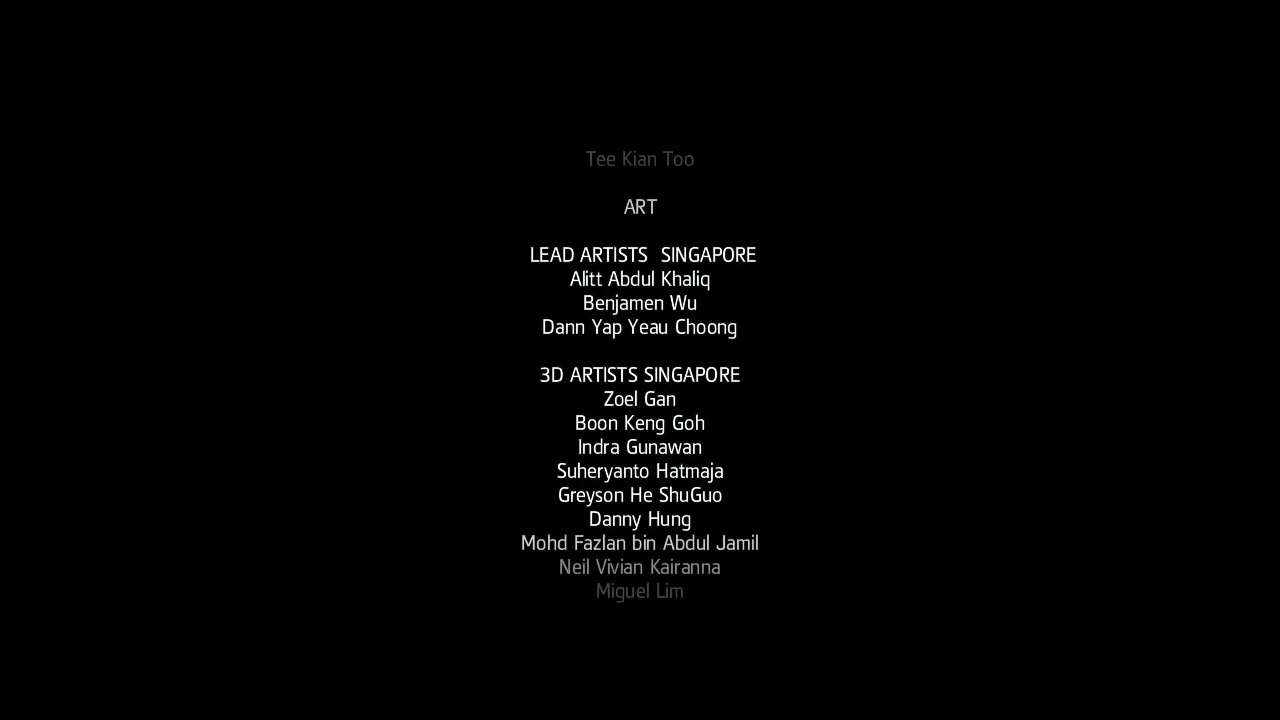 Tee Kian Too
ART
LEAD ARTISTS  SINGAPORE
Alitt Abdul Khaliq
Benjamen Wu
Dann Yap Yeau Choong
3D ARTISTS SINGAPORE
Zoel Gan
Boon Keng Goh
Indra Gunawan
Suheryanto Hatmaja
Greyson He ShuGuo
Danny Hung
Mohd Fazlan bin Abdul Jamil
Neil Vivian Kairanna
Miguel Lim